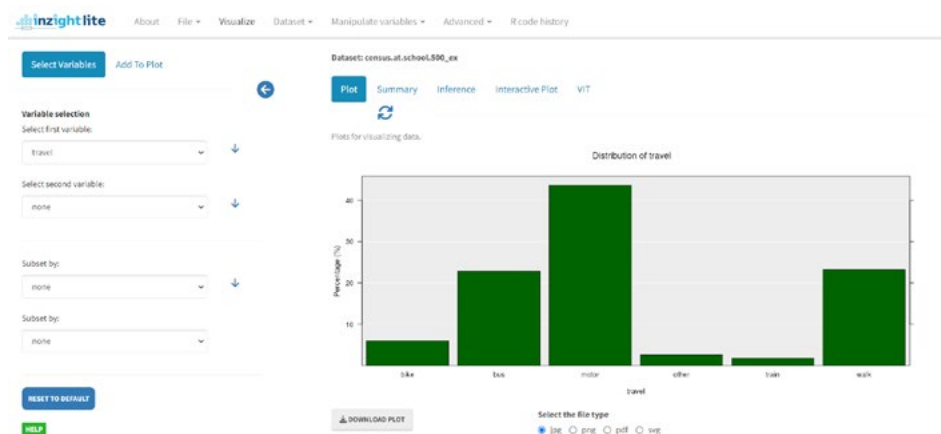 inzight lite
About File Visualize Dataset Manipulate variables Advanced R code history
Select Variables Add To Plot
Variable selection
Select first variable:
travel
Select second variable:
none
Subset by:
none
Subset by:
none
RESET TO DEFAULT
HELP
Dataset: census.at.school.500_ex
Plot Summary Inference Interactive Plot VIT
Plots for visualizing data.
Distribution of travel
Percentage (%)
40
30
20
10
bike bus motor other train walk
travel
DOWNLOAD PLOT
Select the file type
jpg png pdf svg